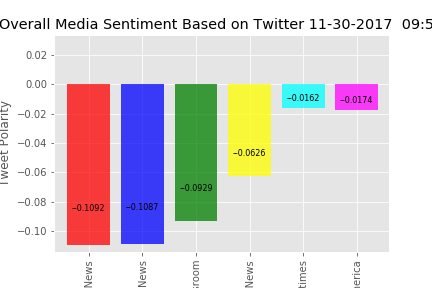 Overall Media Sentiment Based on Twitter 11-30-2017 09:5
Tweet Polarity
0.02
0.00
−0.02
−0.04
−0.06
−0.08
−0.10
−0.1092
−0.1087
−0.0929
−0.0626
−0.0162
−0.0174
News
News
sroom
News
times
erica